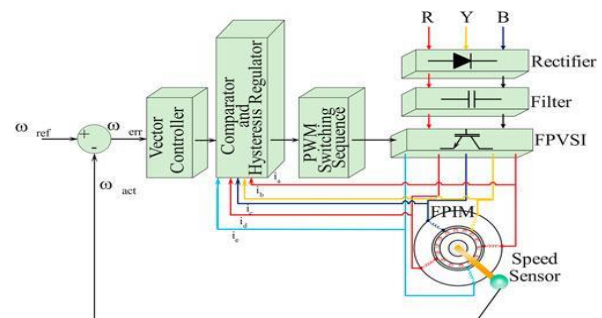 R Y B
Rectifier
Filter
FPVSI
ω ref
+
-
ω err
Vector
Controller
Comparator
and
Hysteresis Regulator
PWM
Switching
Sequence
ω act
i a
i b
i c
i d
i e
FPIM
Speed
Sensor